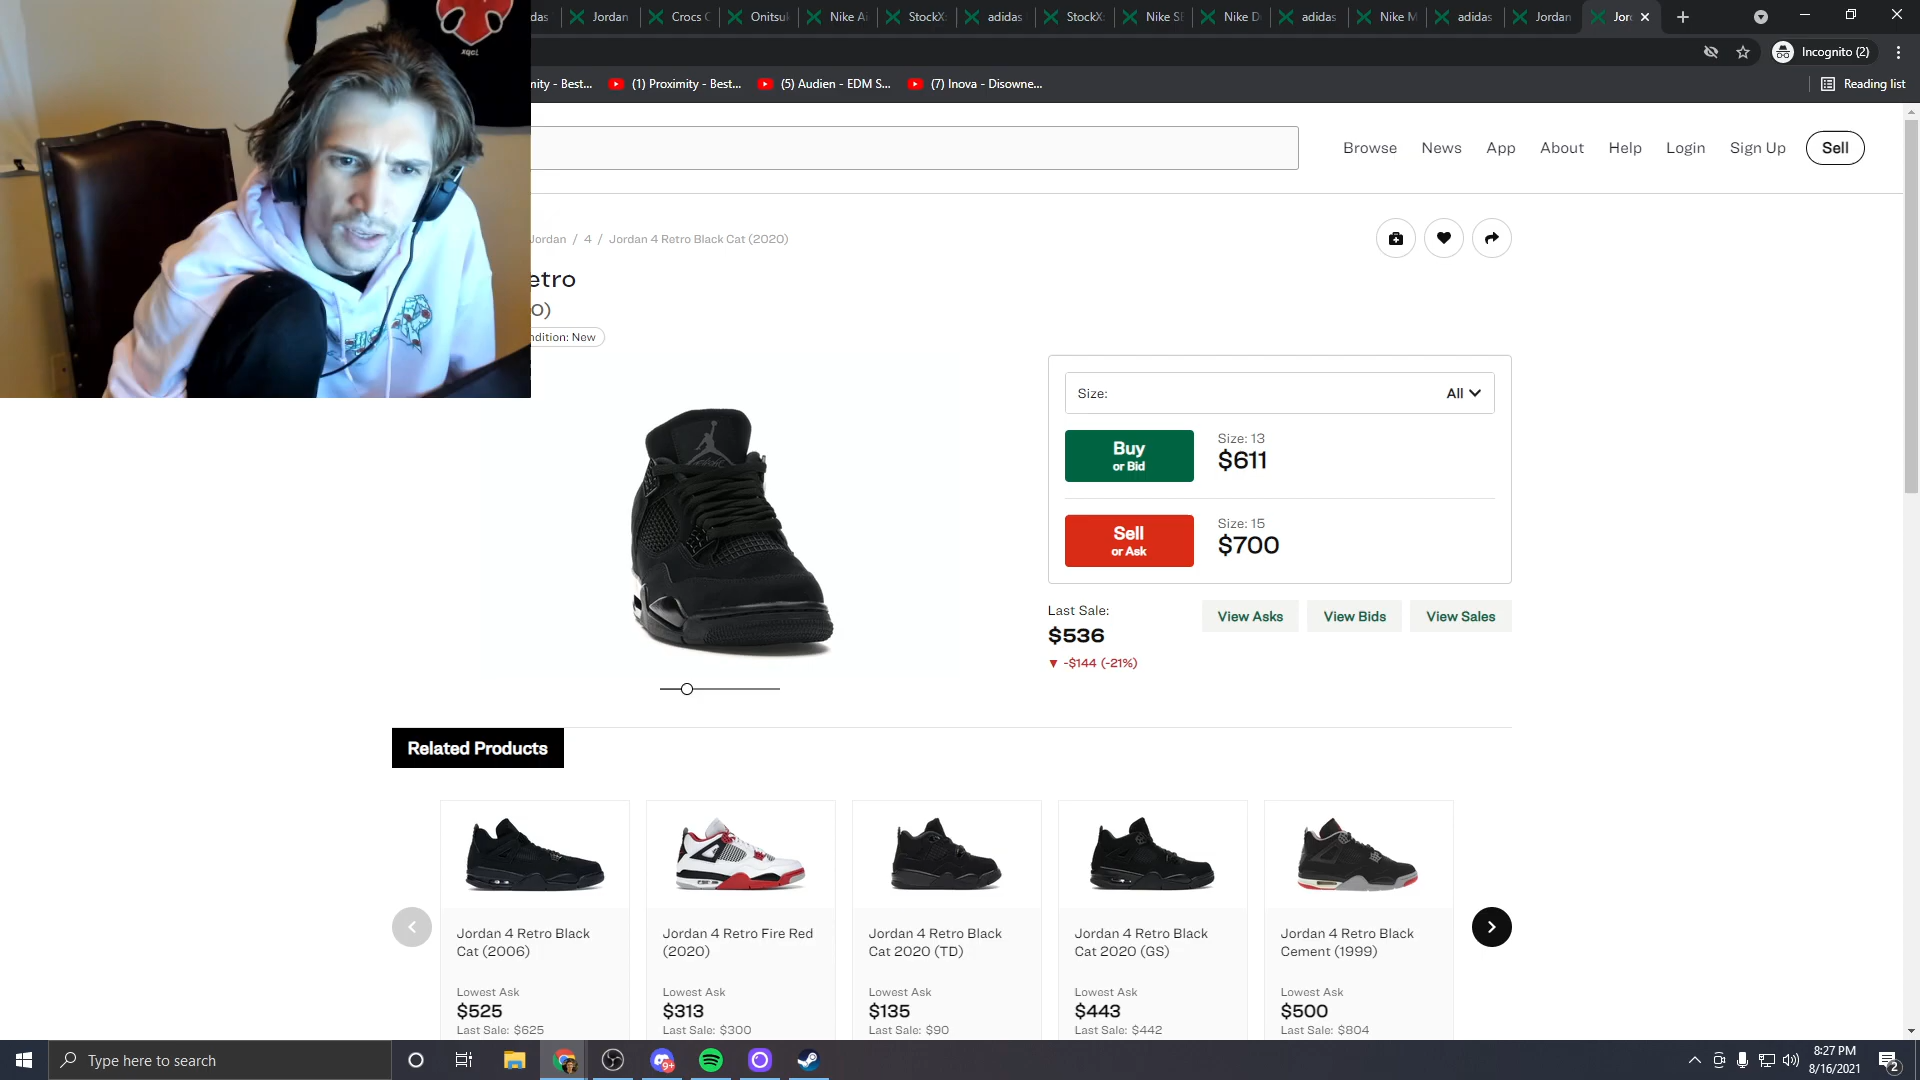 xqcL
das
Jordan
Crocs C
Onitsuk
Nike Ai
StockX
adidas
StockX
Nike SE
Nike D
adidas
Nike M
adidas
Jordan
Jor
Incognito (2)
mity - Best...
(1) Proximity - Best...
(5) Audien - EDM S...
(7) Inova - Disowne...
Reading list
Browse
News
App
About
Help
Login
Sign Up
Sell
Jordan / 4 / Jordan 4 Retro Black Cat (2020)
etro
0)
ndition: New
Size:
All
Buy
or Bid
Size: 13
$611
Sell
or Ask
Size: 15
$700
Last Sale:
$536
▼ -$144 (-21%)
View Asks
View Bids
View Sales
Related Products
Jordan 4 Retro Black
Cat (2006)
Lowest Ask
$525
Last Sale: $625
Jordan 4 Retro Fire Red
(2020)
Lowest Ask
$313
Last Sale: $300
Jordan 4 Retro Black
Cat 2020 (TD)
Lowest Ask
$135
Last Sale: $90
Jordan 4 Retro Black
Cat 2020 (GS)
Lowest Ask
$443
Last Sale: $442
Jordan 4 Retro Black
Cement (1999)
Lowest Ask
$500
Last Sale: $804
Type here to search
9+
8:27 PM
8/16/2021
2